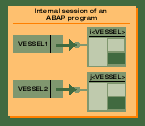 Internal session of an
ABAP program
<VESSEL>
VESSEL1
<VESSEL>
VESSEL2